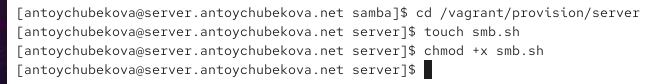 [antoychubekova@server.antoychubekova.net samba]$ cd /vagrant/provision/server
[antoychubekova@server.antoychubekova.net server]$ touch smb.sh
[antoychubekova@server.antoychubekova.net server]$ chmod +x smb.sh
[antoychubekova@server.antoychubekova.net server]$